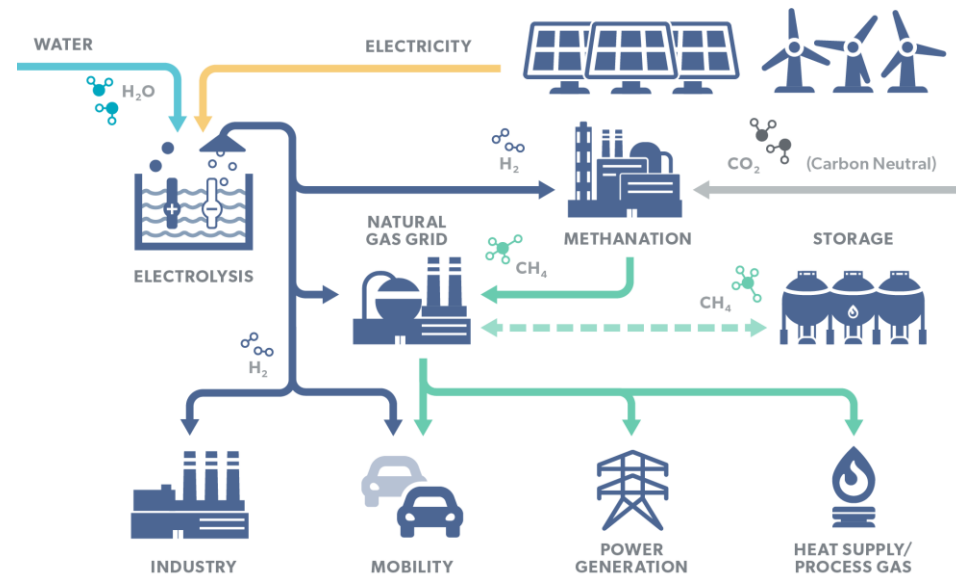 WATER
ELECTRICITY
H₂O
H₂
CO₂ (Carbon Neutral)
NATURAL
GAS GRID
METHANATION
STORAGE
ELECTROLYSIS
+
−
CH₄
CH₄
H₂
INDUSTRY
MOBILITY
POWER
GENERATION
HEAT SUPPLY/
PROCESS GAS